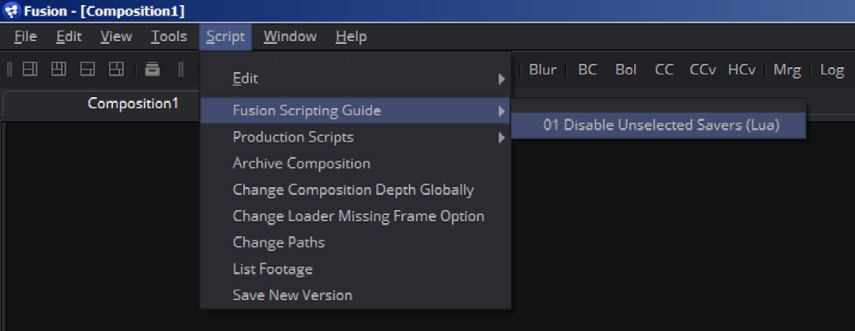 Fusion - [Composition1]
File Edit View Tools Script Window Help
Edit
Blur BC Bol CC CCv HCv Mrg Log
Composition1
Fusion Scripting Guide
01 Disable Unselected Savers (Lua)
Production Scripts
Archive Composition
Change Composition Depth Globally
Change Loader Missing Frame Option
Change Paths
List Footage
Save New Version